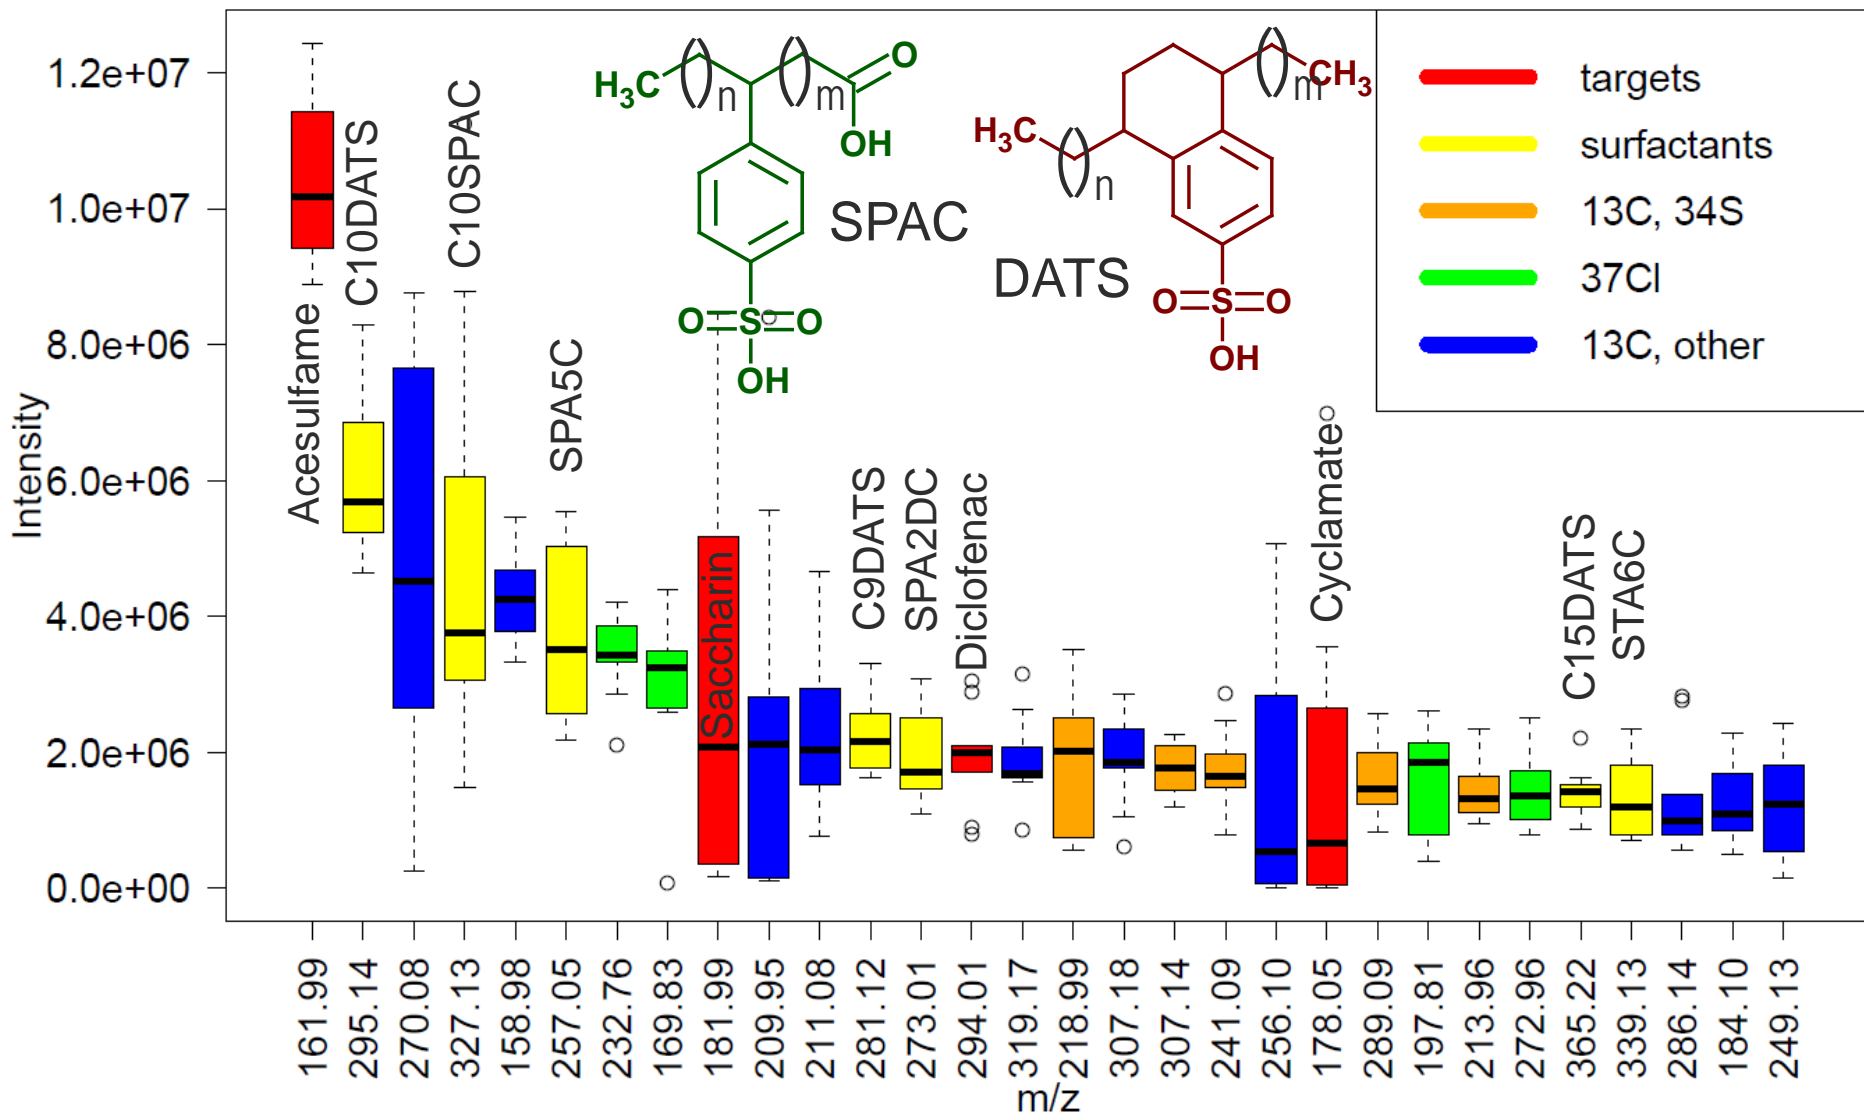 1.2e+07
1.0e+07
8.0e+06
6.0e+06
4.0e+06
2.0e+06
0.0e+00
Intensity
Acesulfame
C10DATS
C10SPAC
SPA5C
Saccharin
C9DATS
SPA2DC
Diclofenac
Cyclamate
C15DATS
STA6C
H3C
n
m
O
OH
O
S
O
OH
SPAC
H3C
n
m
CH3
O
S
O
OH
DATS
targets
surfactants
13C, 34S
37Cl
13C, other
161.99
295.14
270.08
327.13
158.98
257.05
232.76
169.83
181.99
209.95
211.08
281.12
273.01
294.01
319.17
218.99
307.18
307.14
241.09
256.10
178.05
289.09
197.81
213.96
272.96
365.22
339.13
286.14
184.10
249.13
m/z